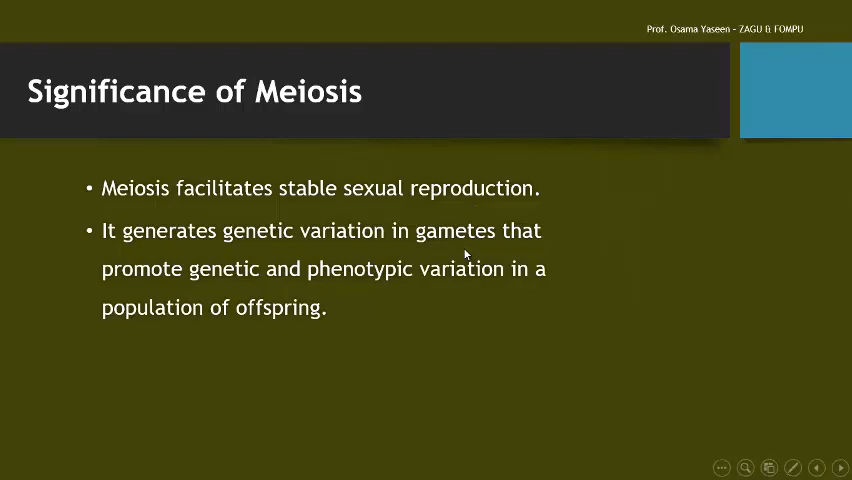 Prof. Osama Yaseen – ZAGU & FOMPU
Significance of Meiosis
• Meiosis facilitates stable sexual reproduction.
• It generates genetic variation in gametes that
promote genetic and phenotypic variation in a
population of offspring.